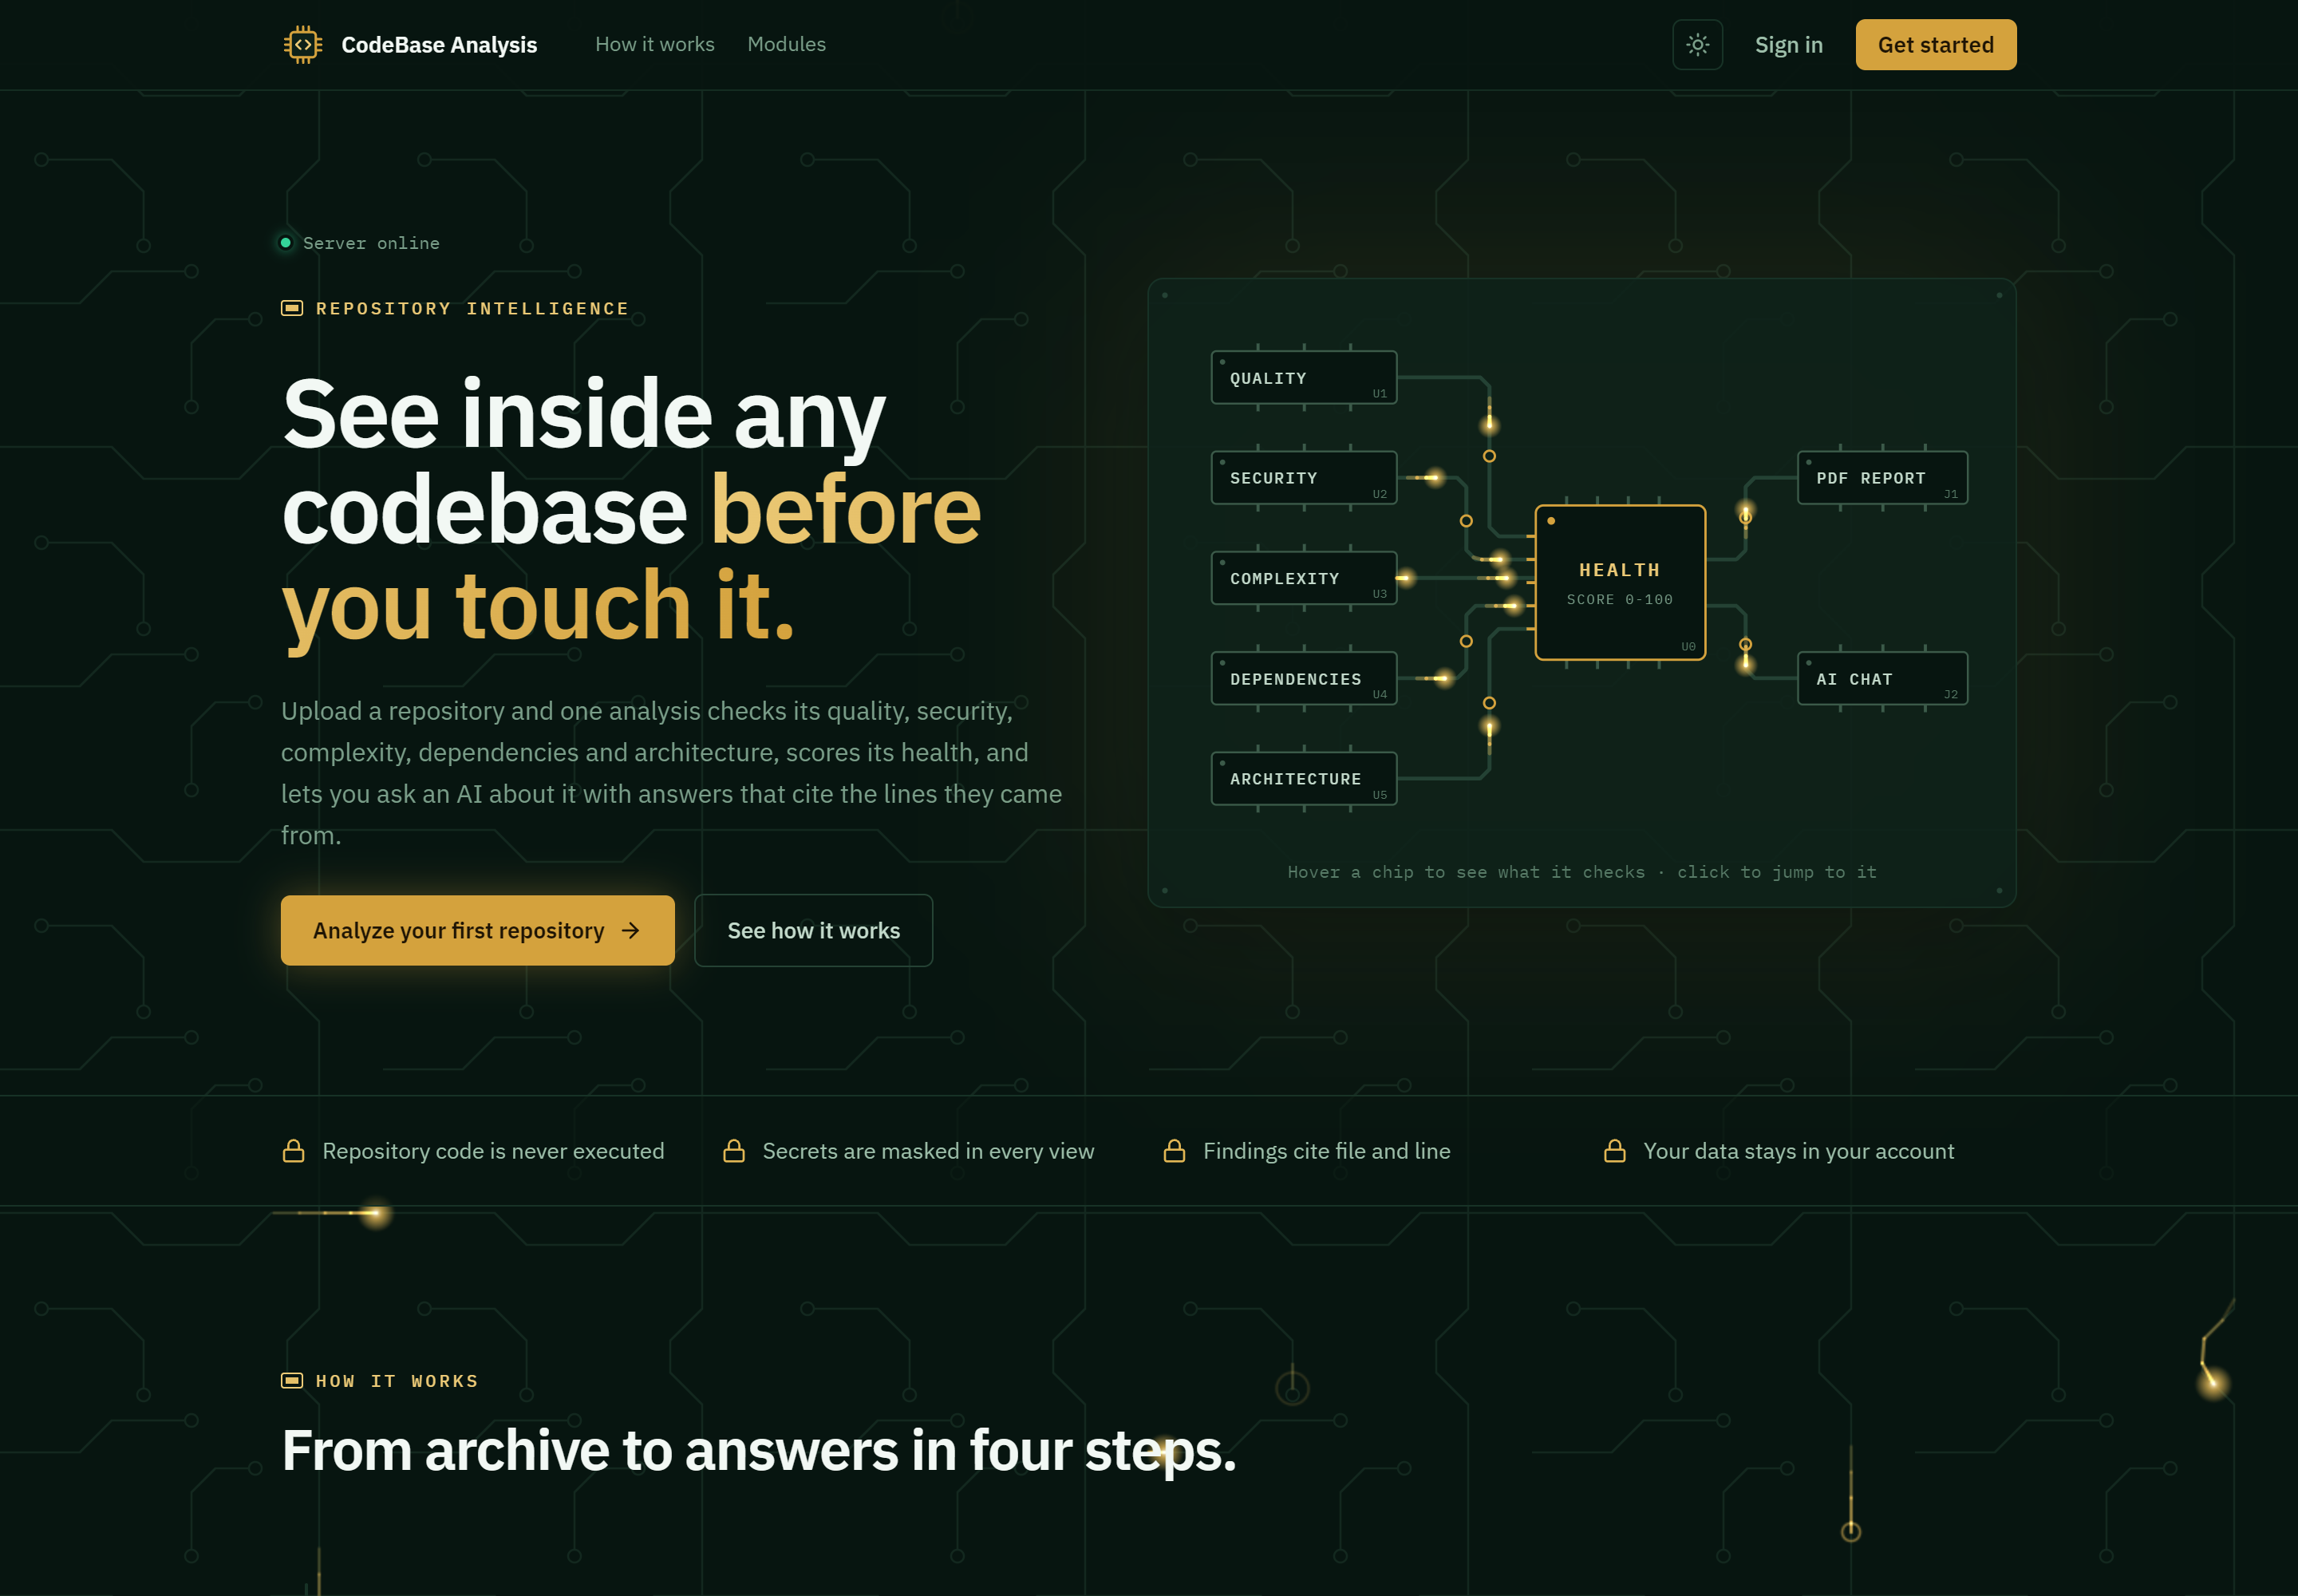 CodeBase Analysis
How it works
Modules
Sign in
Get started
Server online
REPOSITORY INTELLIGENCE
See inside any
codebase before
you touch it.
Upload a repository and one analysis checks its quality, security,
complexity, dependencies and architecture, scores its health, and
lets you ask an AI about it with answers that cite the lines they came
from.
Analyze your first repository
See how it works
QUALITY
U1
SECURITY
U2
COMPLEXITY
U3
DEPENDENCIES
U4
ARCHITECTURE
U5
HEALTH
SCORE 0-100
U0
PDF REPORT
J1
AI CHAT
J2
Hover a chip to see what it checks · click to jump to it
Repository code is never executed
Secrets are masked in every view
Findings cite file and line
Your data stays in your account
HOW IT WORKS
From archive to answers in four steps.